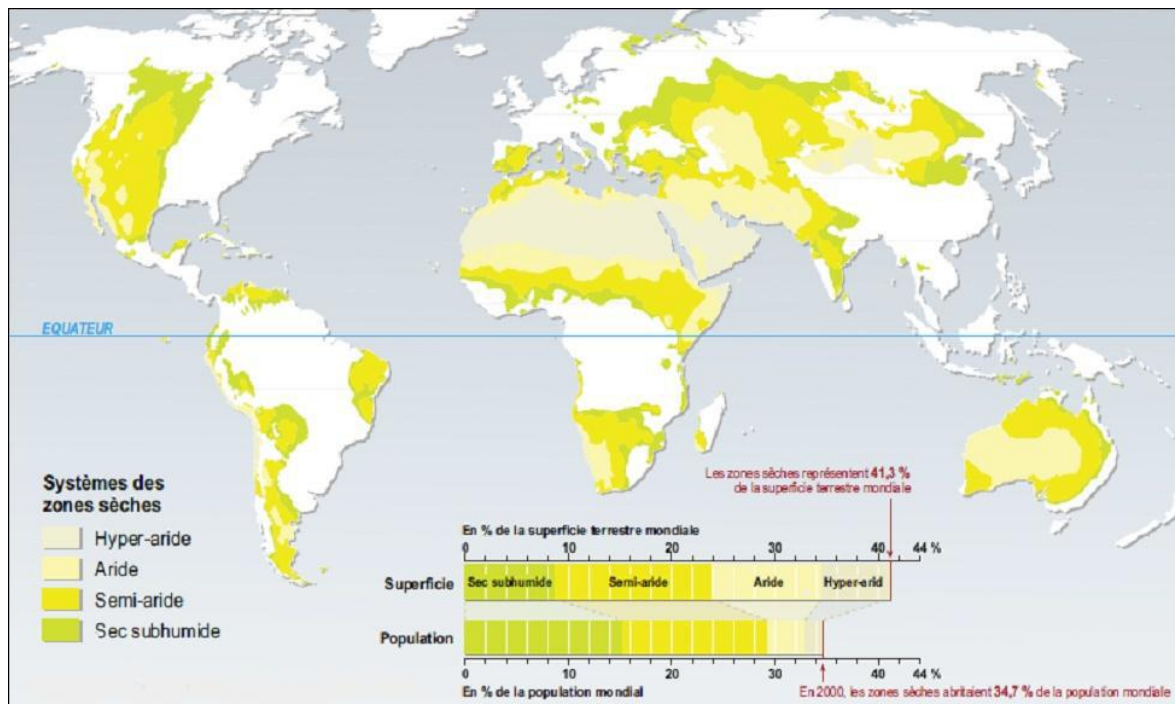 EQUATEUR
Systèmes des
zones sèches
Hyper-aride
Aride
Semi-aride
Sec subhumide
Les zones sèches représentent 41,3 %
de la superficie terrestre mondiale
En % de la superficie terrestre mondiale
0 10 20 30 40 44 %
Superficie
Sec subhumide Semi-aride Aride Hyper-arid
Population
0 10 20 30 40 44 %
En % de la population mondial
En 2000, les zones sèches abritaient 34,7 % de la population mondiale